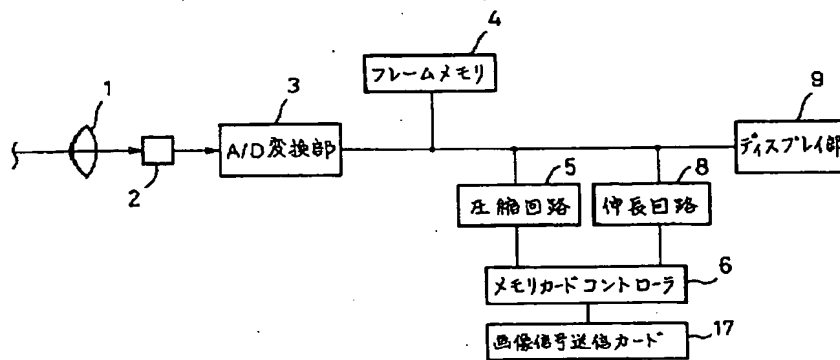 4
フレームメモリ
1
3
9
A/D変換部
ディスプレイ部
2
5
8
圧縮回路
伸長回路
6
メモリカードコントローラ
画像信号送信カード
17